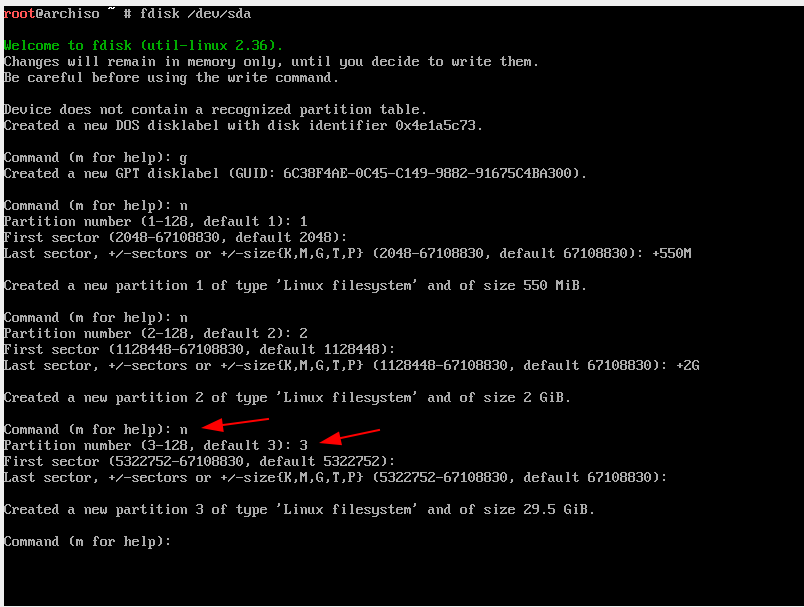 root@archiso ~ # fdisk /dev/sda
Welcome to fdisk (util-linux 2.36).
Changes will remain in memory only, until you decide to write them.
Be careful before using the write command.
Device does not contain a recognized partition table.
Created a new DOS disklabel with disk identifier 0x4e1a5c73.
Command (m for help): g
Created a new GPT disklabel (GUID: 6C38F4AE-0C45-C149-9882-91675C4BA300).
Command (m for help): n
Partition number (1-128, default 1): 1
First sector (2048-67108830, default 2048):
Last sector, +/-sectors or +/-size{K,M,G,T,P} (2048-67108830, default 67108830): +550M
Created a new partition 1 of type 'Linux filesystem' and of size 550 MiB.
Command (m for help): n
Partition number (2-128, default 2): 2
First sector (1128448-67108830, default 1128448):
Last sector, +/-sectors or +/-size{K,M,G,T,P} (1128448-67108830, default 67108830): +2G
Created a new partition 2 of type 'Linux filesystem' and of size 2 GiB.
Command (m for help): n
Partition number (3-128, default 3): 3
First sector (5322752-67108830, default 5322752):
Last sector, +/-sectors or +/-size{K,M,G,T,P} (5322752-67108830, default 67108830):
Created a new partition 3 of type 'Linux filesystem' and of size 29.5 GiB.
Command (m for help):